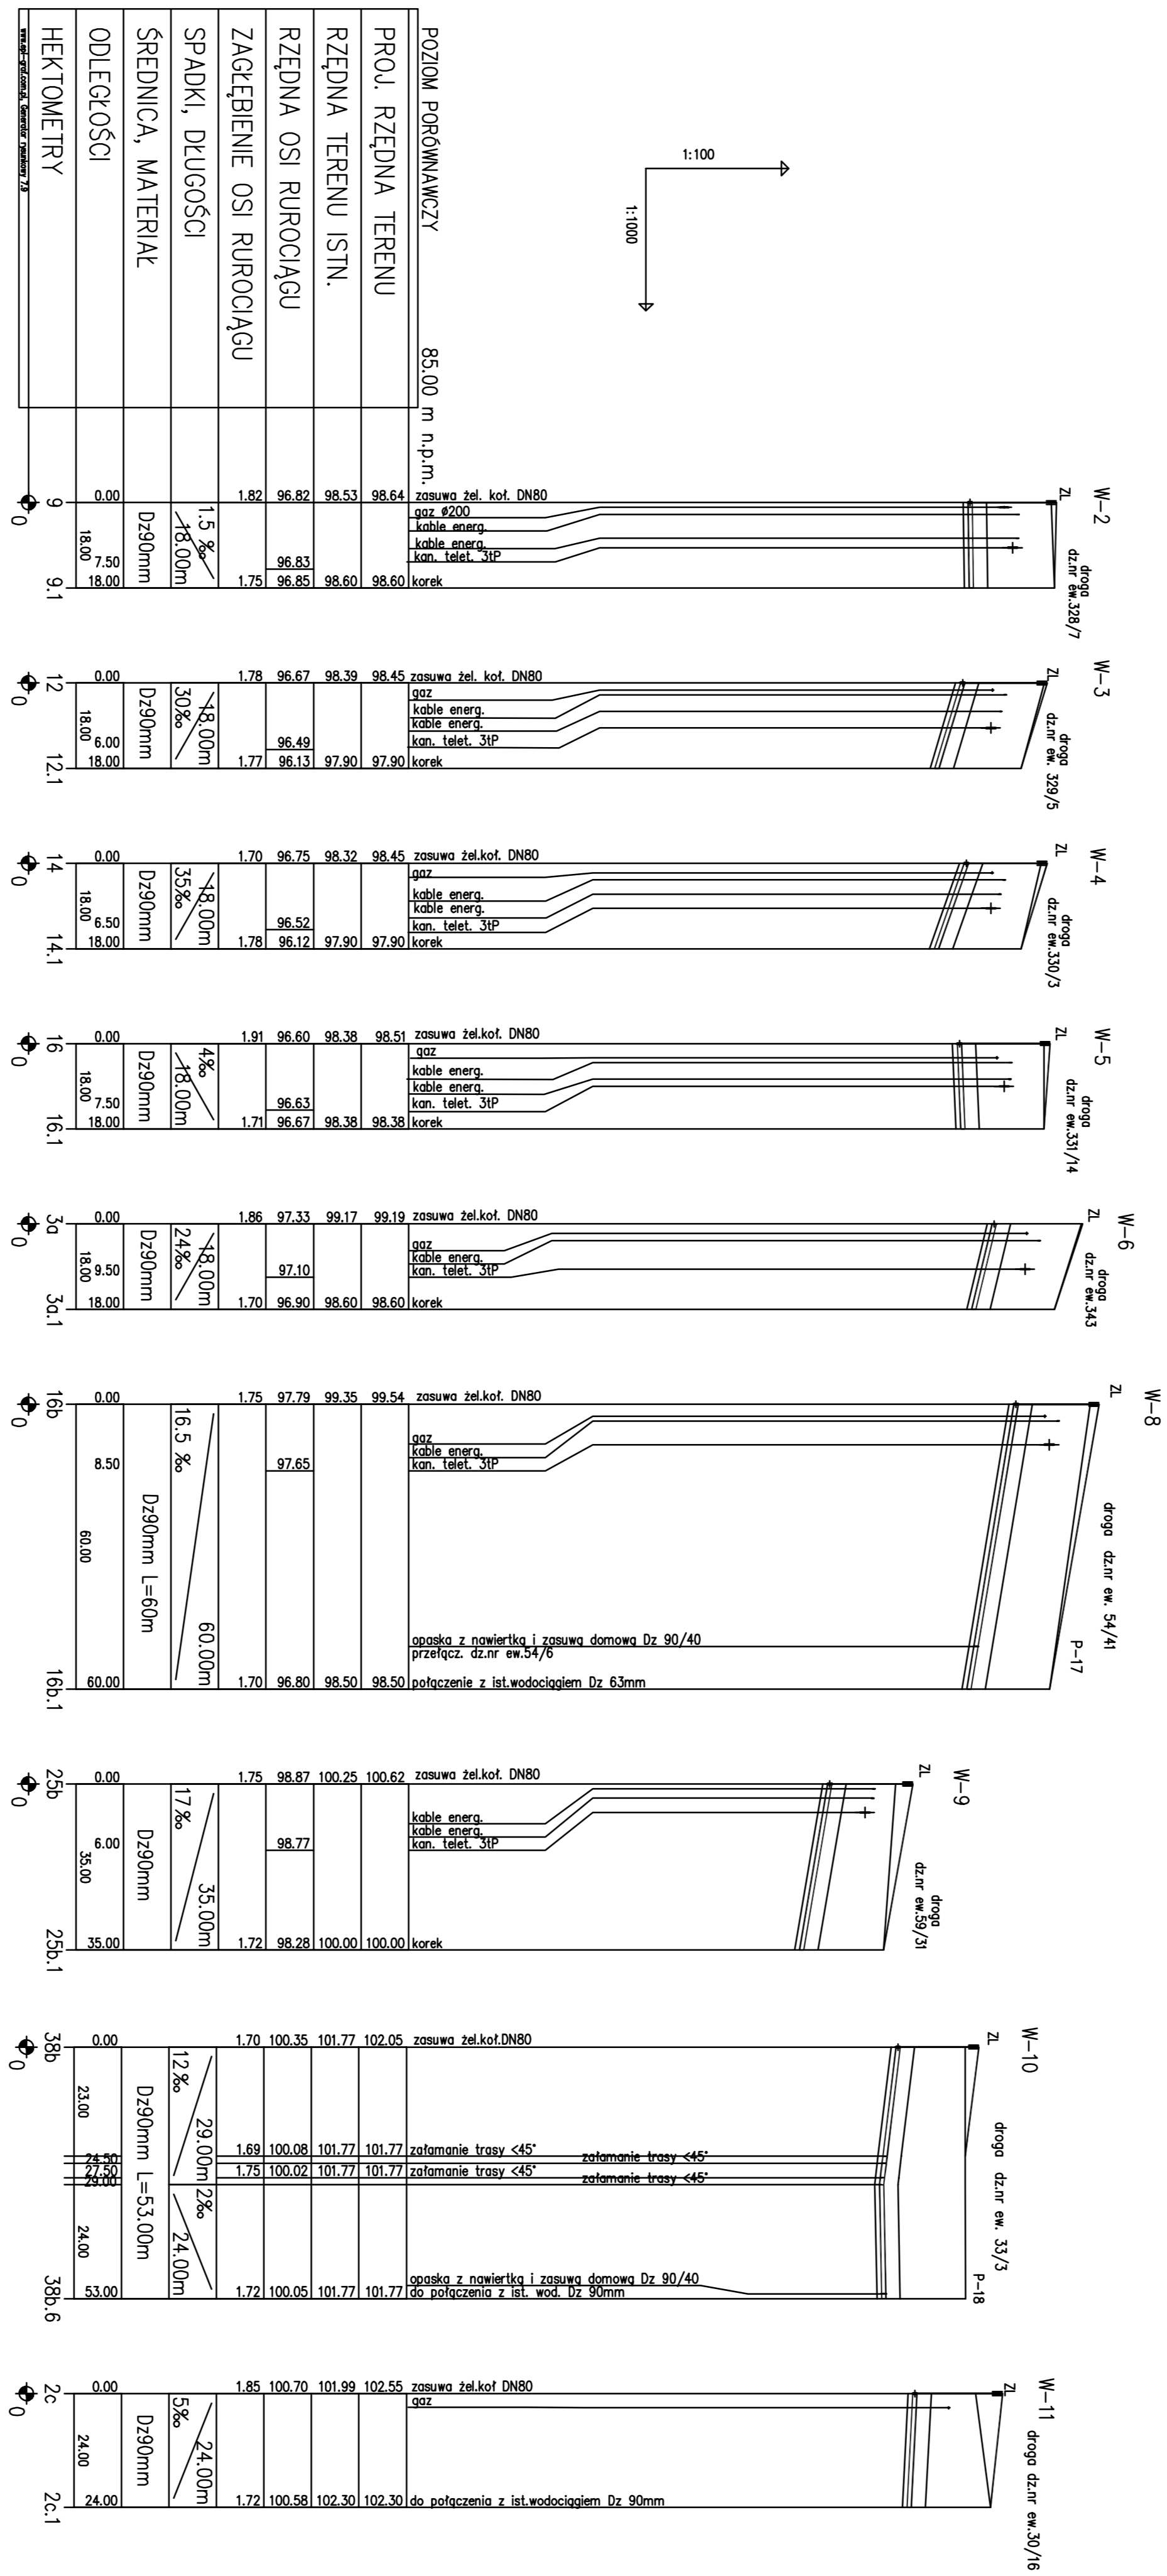 1:100
1:1000
POZIOM PORÓWNAWCZY 85.00 m n.p.m.
PROJ. RZĘDNA TERENU
RZĘDNA TERENU ISTN.
RZĘDNA OSI RUROCIĄGU
ZAGŁĘBIENIE OSI RUROCIĄGU
SPADKI, DŁUGOŚCI
ŚREDNICA, MATERIAŁ
ODLEGŁOŚCI
HEKTOMETRY
W-2
ZL
droga
dz.nr ew.328/7
0.00 1.82 96.82 98.53 98.64 zasuwa żel. koł. DN80
gaz ø200
kable energ.
kable energ.
kan. telet. 3tP
7.50 96.83
18.00 1.75 96.85 98.60 98.60 korek
1.5 ‰ 18.00m
Dz90mm
18.00
9 9.1
0
W-3
ZL
droga
dz.nr ew. 329/5
0.00 1.78 96.67 98.39 98.45 zasuwa żel. koł. DN80
gaz
kable energ.
kable energ.
kan. telet. 3tP
6.00 96.49
18.00 1.77 96.13 97.90 97.90 korek
30‰ 18.00m
Dz90mm
18.00
12 12.1
0
W-4
ZL
droga
dz.nr ew.330/3
0.00 1.70 96.75 98.32 98.45 zasuwa żel.koł. DN80
gaz
kable energ.
kable energ.
kan. telet. 3tP
6.50 96.52
18.00 1.78 96.12 97.90 97.90 korek
35‰ 18.00m
Dz90mm
18.00
14 14.1
0
W-5
ZL
droga
dz.nr ew.331/14
0.00 1.91 96.60 98.38 98.51 zasuwa żel.koł. DN80
gaz
kable energ.
kable energ.
kan. telet. 3tP
7.50 96.63
18.00 1.71 96.67 98.38 98.38 korek
4‰ 18.00m
Dz90mm
18.00
16 16.1
0
W-6
ZL
droga
dz.nr ew.343
0.00 1.86 97.33 99.17 99.19 zasuwa żel.koł. DN80
gaz
kable energ.
kan. telet. 3tP
9.50 97.10
18.00 1.70 96.90 98.60 98.60 korek
24‰ 18.00m
Dz90mm
18.00
3a 3a.1
0
W-8
ZL
droga dz.nr ew. 54/41
P-17
0.00 1.75 97.79 99.35 99.54 zasuwa żel.koł. DN80
gaz
kable energ.
kan. telet. 3tP
8.50 97.65
opaska z nawiertką i zasuwą domową Dz 90/40
przełącz. dz.nr ew.54/6
60.00 1.70 96.80 98.50 98.50 połączenie z ist.wodociągiem Dz 63mm
16.5 ‰ 60.00m
Dz90mm L=60m
60.00
16b 16b.1
0
W-9
ZL
droga
dz.nr ew.59/31
0.00 1.75 98.87 100.25 100.62 zasuwa żel.koł. DN80
kable energ.
kable energ.
kan. telet. 3tP
6.00 98.77
35.00 1.72 98.28 100.00 100.00 korek
17‰ 35.00m
Dz90mm
35.00
25b 25b.1
0
W-10
ZL
droga dz.nr ew. 33/3
P-18
0.00 1.70 100.35 101.77 102.05 zasuwa żel.koł.DN80
1.69 100.08 101.77 101.77 załamanie trasy <45°
24.50 załamanie trasy <45°
27.50 1.75 100.02 101.77 101.77 załamanie trasy <45°
29.00 załamanie trasy <45°
opaska z nawiertką i zasuwą domową Dz 90/40
53.00 1.72 100.05 101.77 101.77 do połączenia z ist. wod. Dz 90mm
12‰ 29.00m 2‰ 24.00m
Dz90mm L=53.00m
23.00 24.00
38b 38b.6
0
W-11
ZL
droga dz.nr ew.30/16
0.00 1.85 100.70 101.99 102.55 zasuwa żel.koł DN80
gaz
24.00 1.72 100.58 102.30 102.30 do połączenia z ist.wodociągiem Dz 90mm
5‰ 24.00m
Dz90mm
24.00
2c 2c.1
0